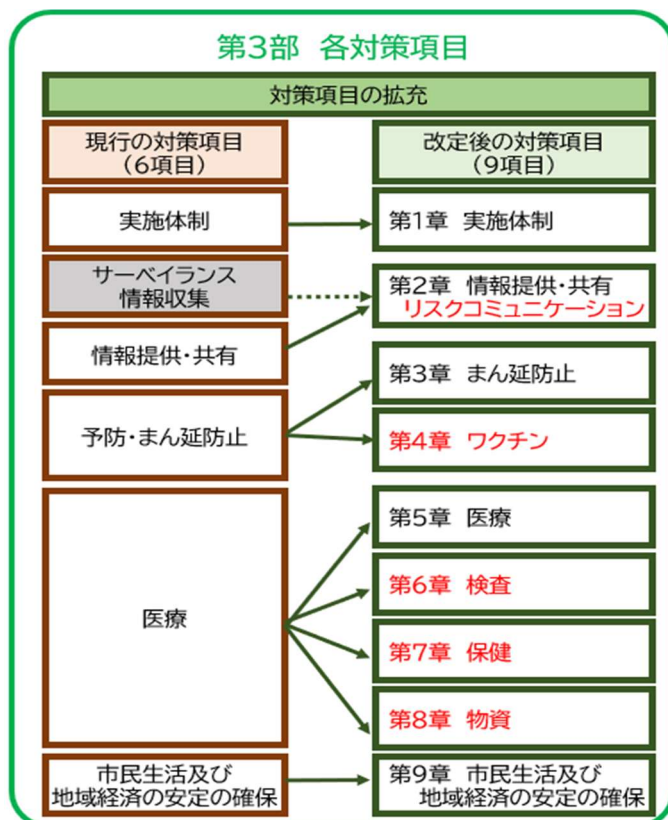 第3部 各対策項目
対策項目の拡充
現行の対策項目
（6項目）
改定後の対策項目
（9項目）
実施体制
第1章 実施体制
サーベイランス
情報収集
第2章 情報提供・共有
リスクコミュニケーション
情報提供・共有
第3章 まん延防止
予防・まん延防止
第4章 ワクチン
医療
第5章 医療
第6章 検査
第7章 保健
第8章 物資
市民生活及び
地域経済の安定の確保
第9章 市民生活及び
地域経済の安定の確保